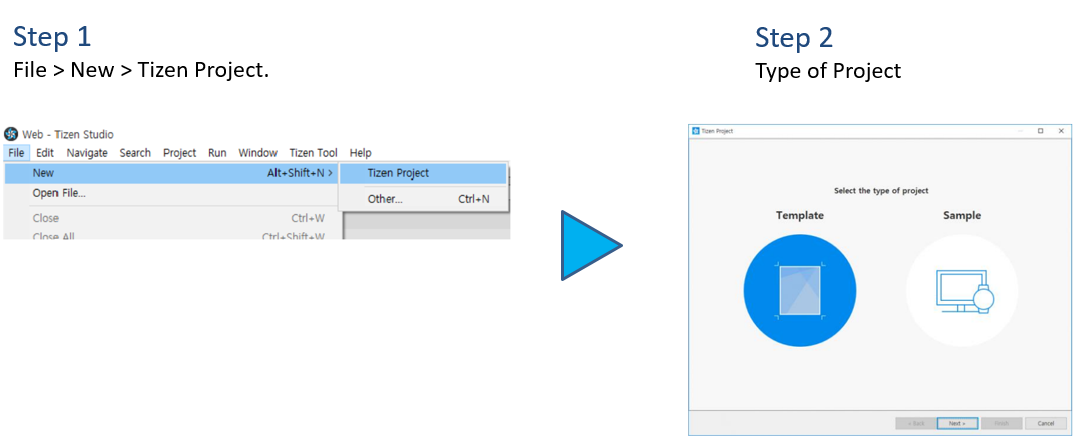 Step 1
File > New > Tizen Project.
Web - Tizen Studio
File Edit Navigate Search Project Run Window Tizen Tool Help
New Alt+Shift+N > Tizen Project
Open File... Other... Ctrl+N
Close Ctrl+W
Close All Ctrl+Shift+W
Step 2
Type of Project
Tizen Project
Select the type of project
Template Sample
< Back Next > Finish Cancel